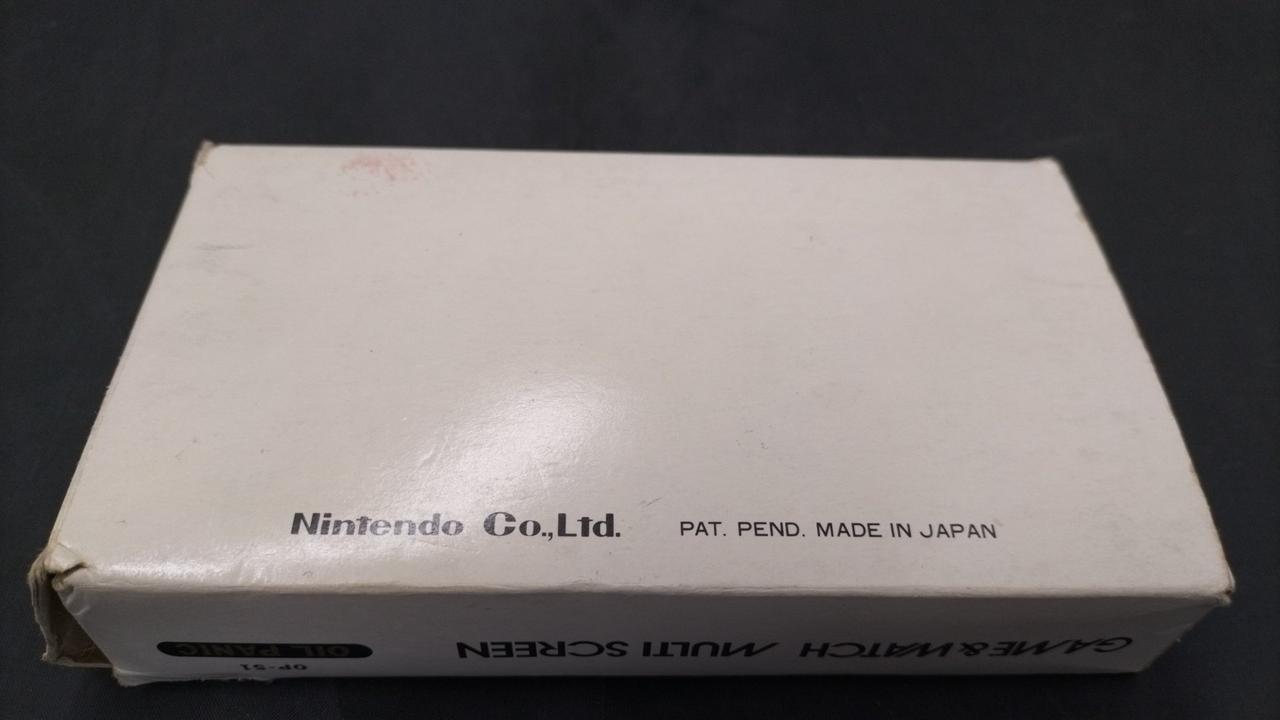 Nintendo Co.,Ltd. PAT. PEND. MADE IN JAPAN
GAME&WATCH MULTI SCREEN OIL PANIC
OP-51